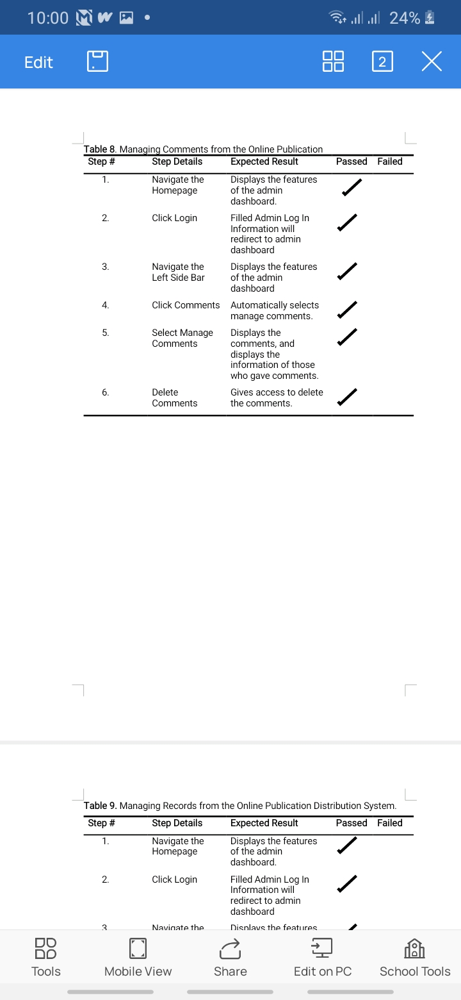 10:00 24%
Edit 2
Table 8. Managing Comments from the Online Publication
Step # Step Details Expected Result Passed Failed
1. Navigate the Displays the features
Homepage of the admin
dashboard.
2. Click Login Filled Admin Log In
Information will
redirect to admin
dashboard
3. Navigate the Displays the features
Left Side Bar of the admin
dashboard
4. Click Comments Automatically selects
manage comments.
5. Select Manage Displays the
Comments comments, and
displays the
information of those
who gave comments.
6. Delete Gives access to delete
Comments the comments.
Table 9. Managing Records from the Online Publication Distribution System.
Step # Step Details Expected Result Passed Failed
1. Navigate the Displays the features
Homepage of the admin
dashboard.
2. Click Login Filled Admin Log In
Information will
redirect to admin
dashboard
3. Navigate the Displays the features
Tools Mobile View Share Edit on PC School Tools